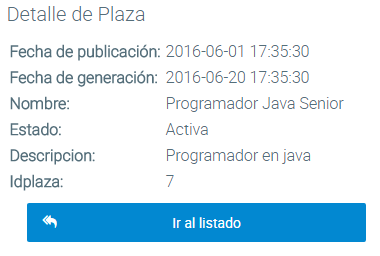 Detalle de Plaza
Fecha de publicación: 2016-06-01 17:35:30
Fecha de generación: 2016-06-20 17:35:30
Nombre: Programador Java Senior
Estado: Activa
Descripcion: Programador en java
Idplaza: 7
Ir al listado